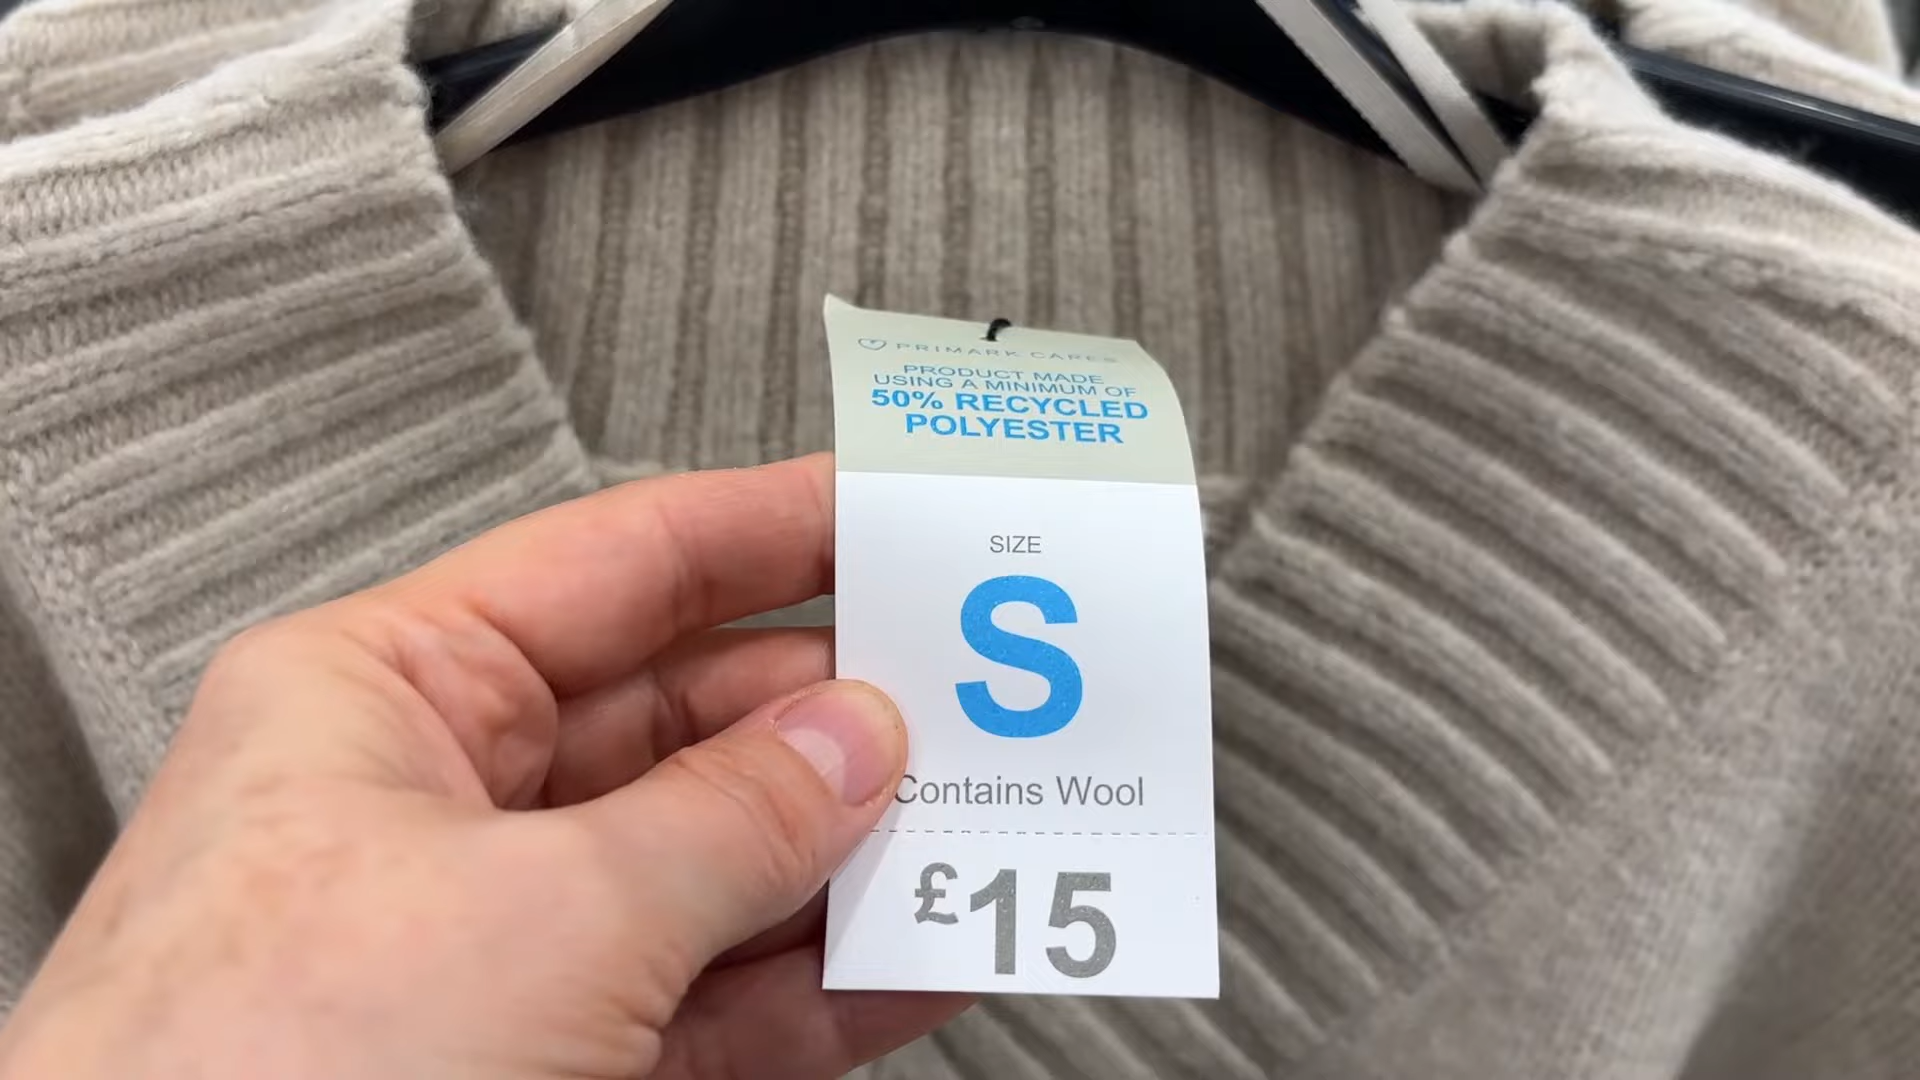 PRIMARK CARES
PRODUCT MADE
USING A MINIMUM OF
50% RECYCLED
POLYESTER
SIZE
S
Contains Wool
£15